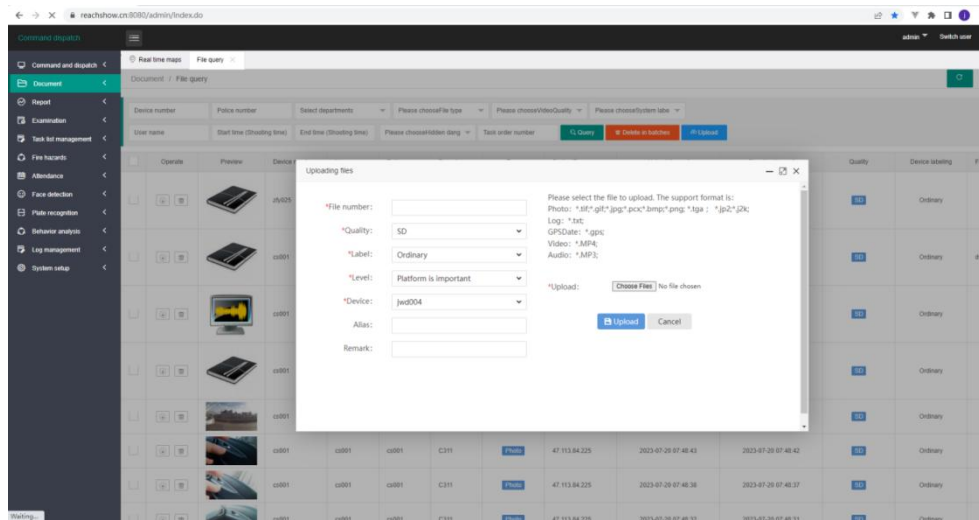 reachshow.cn:8080/admin/Index.do
Command dispatch
admin Switch user
Command and dispatch
Document
Report
Examination
Task list management
Fire hazards
Attendance
Face detection
Plate recognition
Behavior analysis
Log management
System setup
Real time maps File query
Document / File query
Device number Police number Select departments Please chooseFile type Please chooseVideoQuality Please chooseSystem labe
User name Start time (Shooting time) End time (Shooting time) Please chooseHidden dang Task order number Query Delete in batches Upload
Operate Preview Quality Device labeling
SD Ordinary
cs001 SD Ordinary
cs001 SD Ordinary
cs001 SD Ordinary
cs001 SD Ordinary
cs001 cs001 cs001 C311 Photo 47.113.84.225 2023-07-20 07:48:43 2023-07-20 07:48:42 SD Ordinary
cs001 cs001 cs001 C311 Photo 47.113.84.225 2023-07-20 07:48:38 2023-07-20 07:48:37 SD Ordinary
Uploading files
*File number:
*Quality: SD
*Label: Ordinary
*Level: Platform is important
*Device: jwd004
Alias:
Remark:
Please select the file to upload. The support format is:
Photo: *.tif;*.gif;*.jpg;*.pcx;*.bmp;*.png; *.tga ; *.jp2;*.j2k;
Log: *.txt;
GPSDate: *.gps;
Video: *.MP4;
Audio: *.MP3;
*Upload: Choose Files No file chosen
Upload Cancel
Waiting...